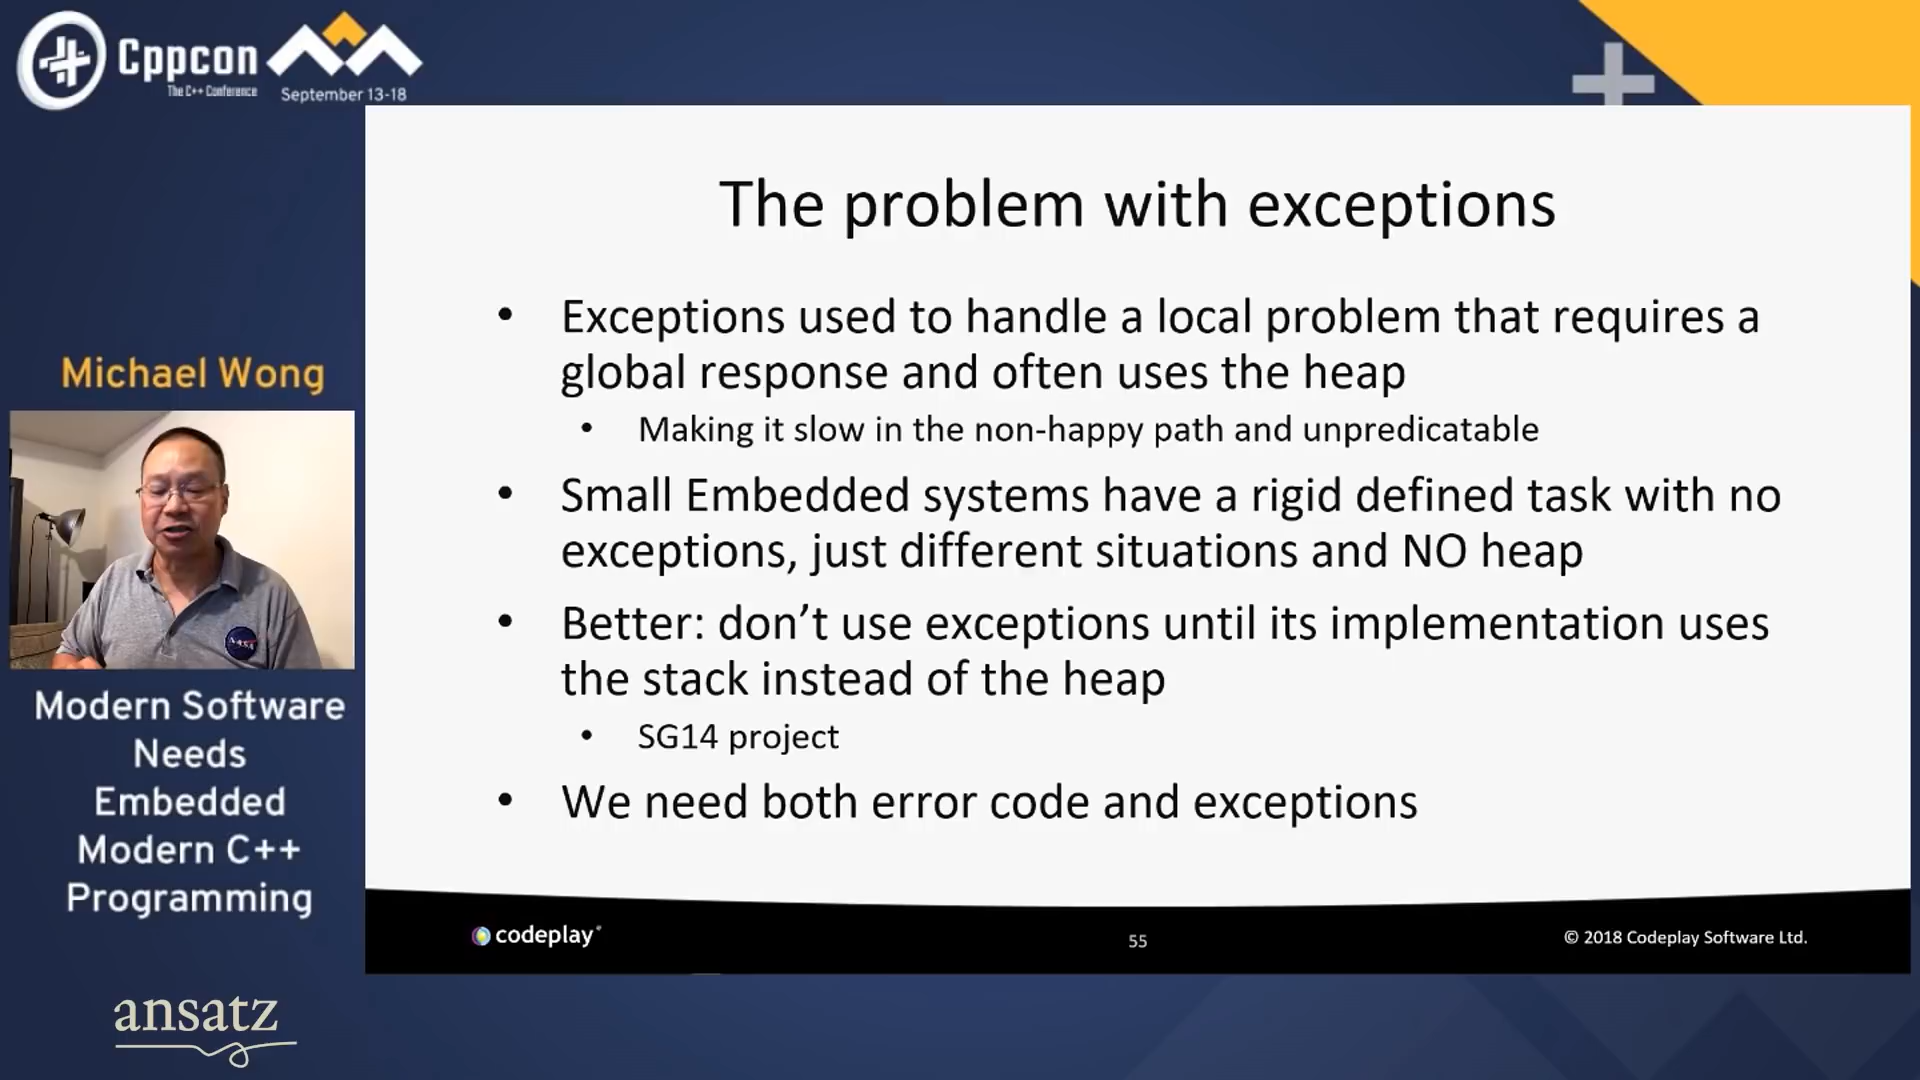 Cppcon
The C++ Conference
September 13-18
The problem with exceptions
• Exceptions used to handle a local problem that requires a
global response and often uses the heap
• Making it slow in the non-happy path and unpredicatable
• Small Embedded systems have a rigid defined task with no
exceptions, just different situations and NO heap
• Better: don’t use exceptions until its implementation uses
the stack instead of the heap
• SG14 project
• We need both error code and exceptions
codeplay
55
© 2018 Codeplay Software Ltd.
Michael Wong
NASA
Modern Software
Needs
Embedded
Modern C++
Programming
ansatz